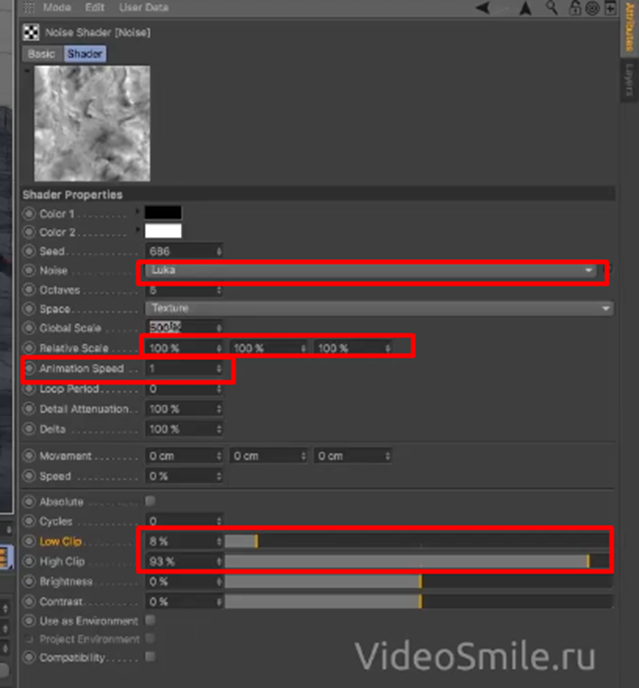 Mode Edit User Data
Attributes
Layers
Noise Shader [Noise]
Basic Shader
Shader Properties
Color 1
Color 2
Seed 686
Noise Luka
Octaves 5
Space Texture
Global Scale 500 %
Relative Scale 100 % 100 % 100 %
Animation Speed 1
Loop Period 0
Detail Attenuation 100 %
Delta 100 %
Movement 0 cm 0 cm 0 cm
Speed 0 %
Absolute
Cycles 0
Low Clip 8 %
High Clip 93 %
Brightness 0 %
Contrast 0 %
Use as Environment
Project Environment
Compatibility
VideoSmile.ru